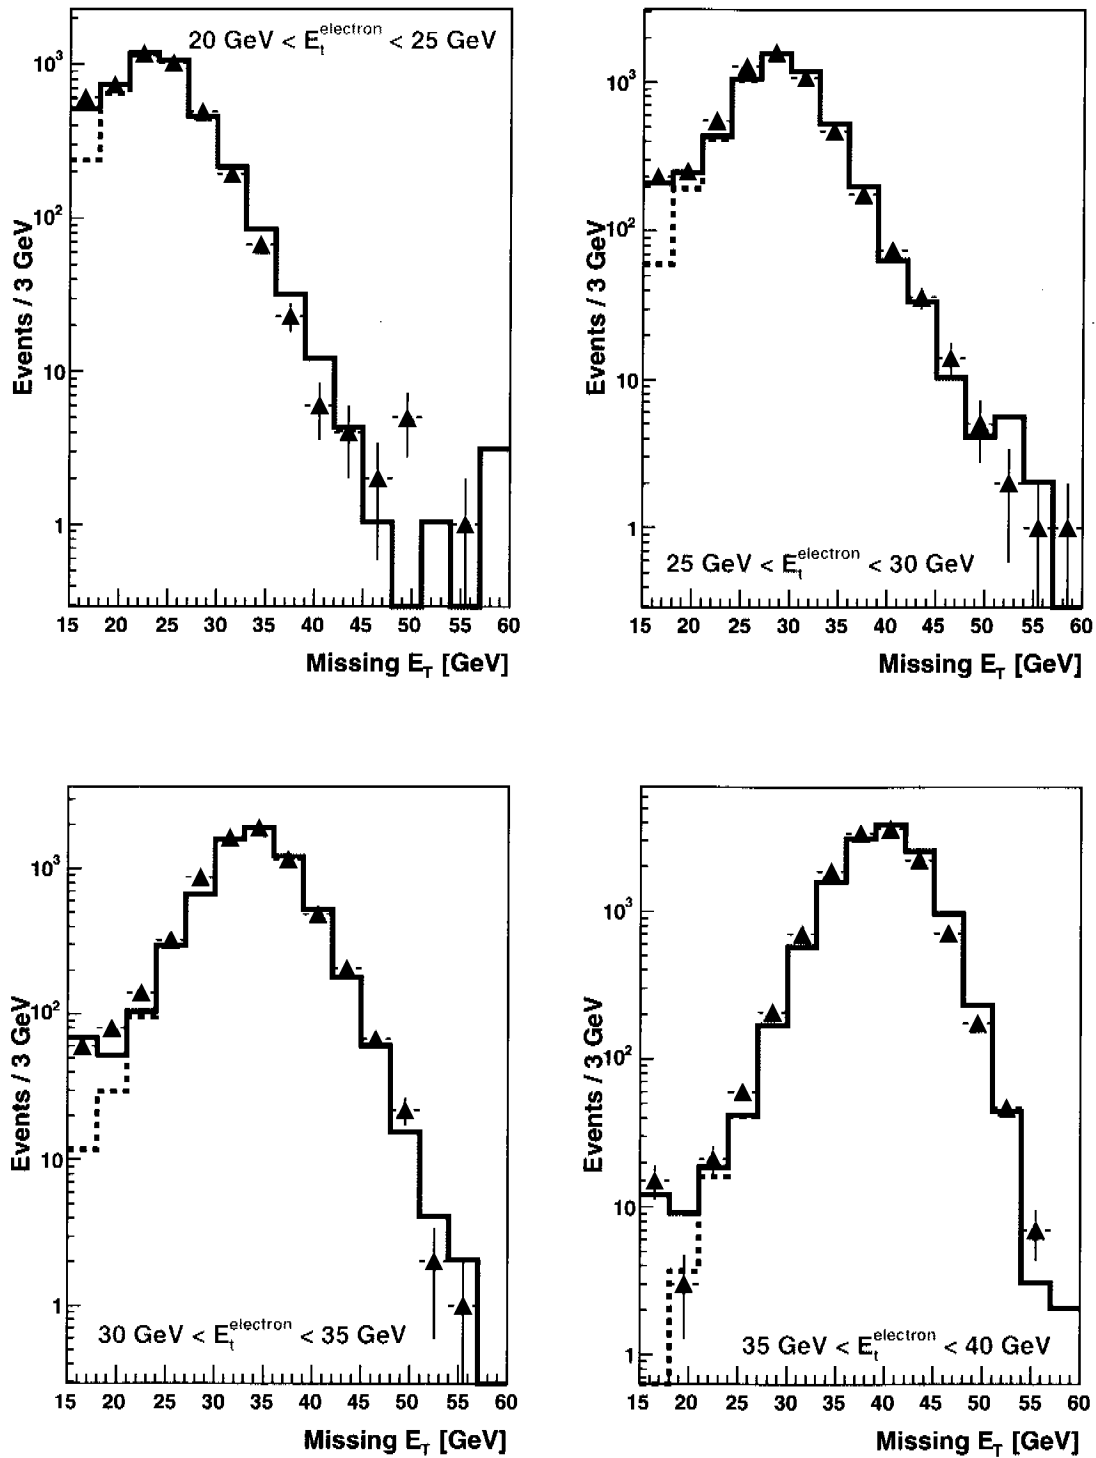 20 GeV < E_t^electron < 25 GeV
Events / 3 GeV
10^3
10^2
10
1
15 20 25 30 35 40 45 50 55 60
Missing E_T [GeV]
25 GeV < E_t^electron < 30 GeV
Events / 3 GeV
10^3
10^2
10
1
15 20 25 30 35 40 45 50 55 60
Missing E_T [GeV]
30 GeV < E_t^electron < 35 GeV
Events / 3 GeV
10^3
10^2
10
1
15 20 25 30 35 40 45 50 55 60
Missing E_T [GeV]
35 GeV < E_t^electron < 40 GeV
Events / 3 GeV
10^3
10^2
10
1
15 20 25 30 35 40 45 50 55 60
Missing E_T [GeV]